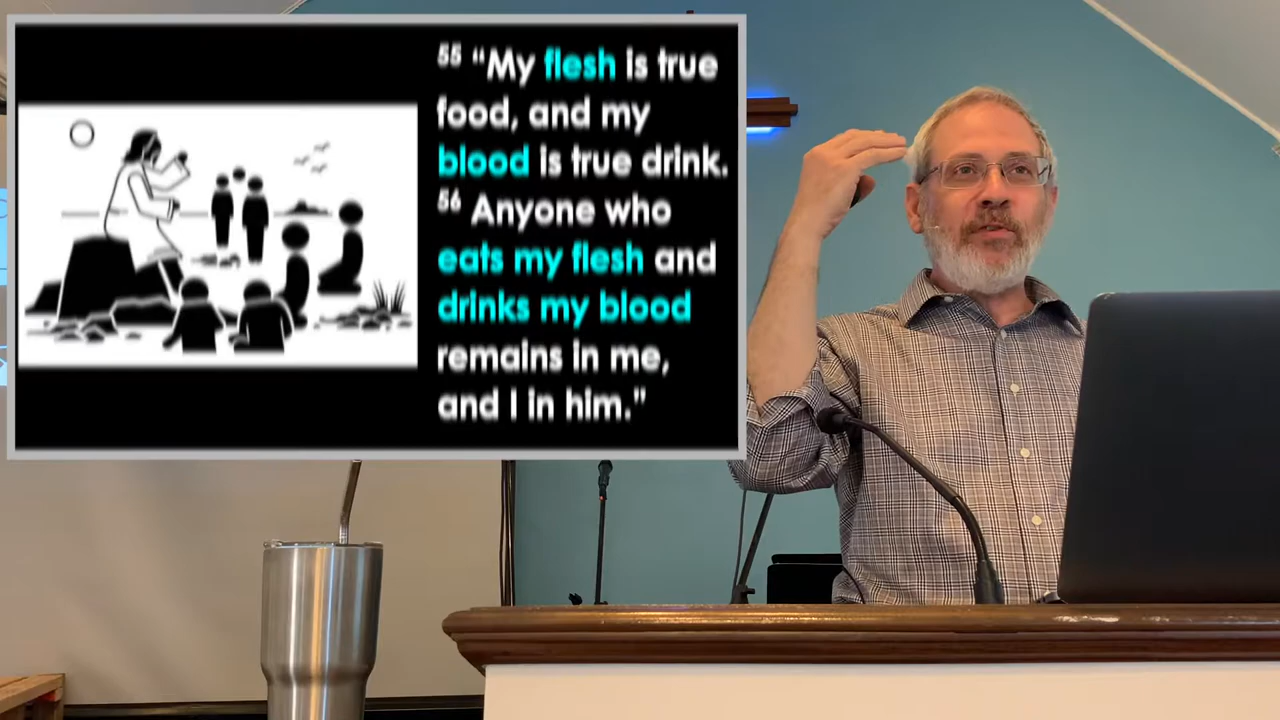 55 “My flesh is true
food, and my
blood is true drink.
56 Anyone who
eats my flesh and
drinks my blood
remains in me,
and I in him.”